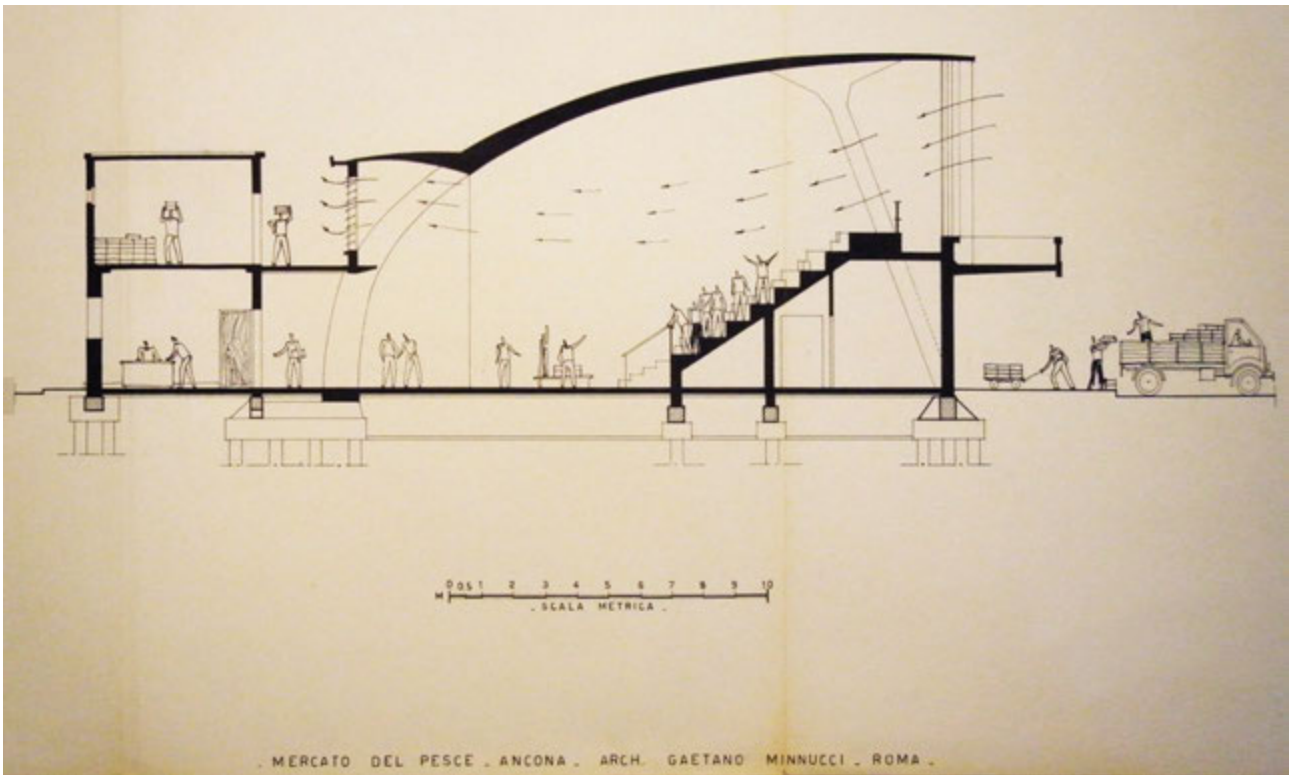 M 0 0,5 1 2 3 4 5 6 7 8 9 10
- SCALA METRICA -
- MERCATO DEL PESCE - ANCONA - ARCH. GAETANO MINNUCCI - ROMA -